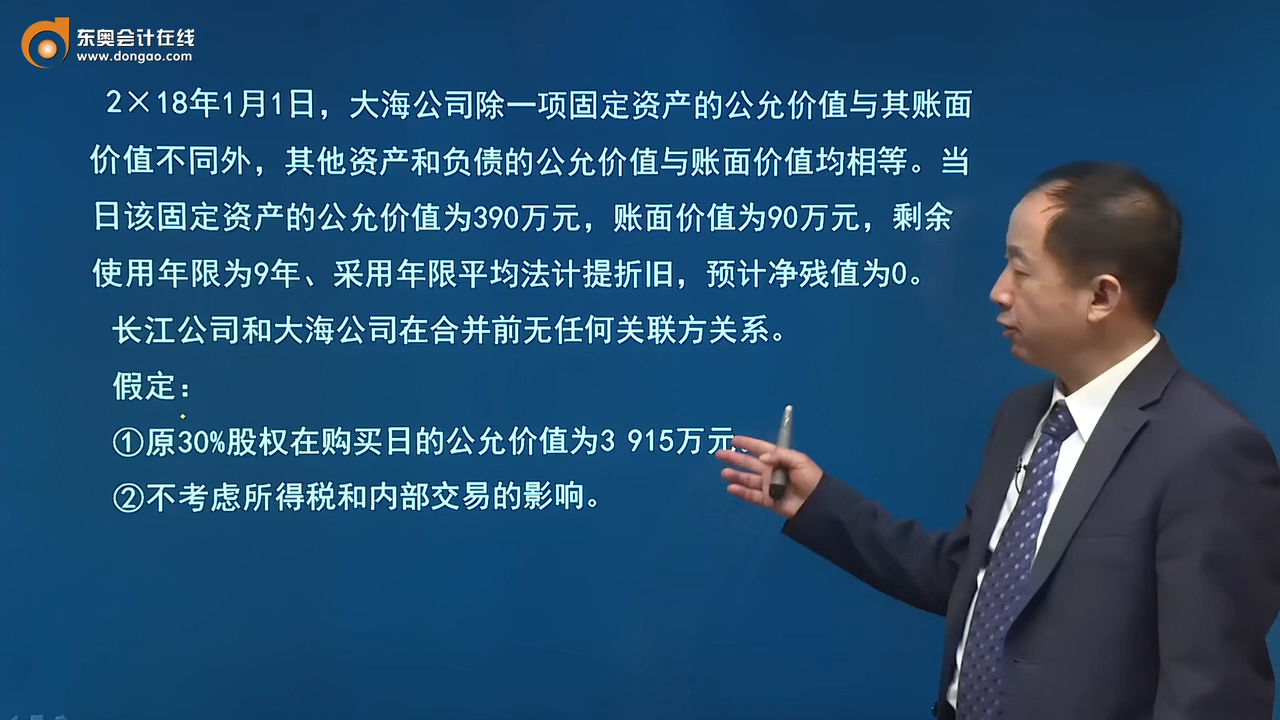 东奥会计在线
www.dongao.com
2×18年1月1日，大海公司除一项固定资产的公允价值与其账面
价值不同外，其他资产和负债的公允价值与账面价值均相等。当
日该固定资产的公允价值为390万元，账面价值为90万元，剩余
使用年限为9年、采用年限平均法计提折旧，预计净残值为0。
长江公司和大海公司在合并前无任何关联方关系。
假定：
①原30%股权在购买日的公允价值为3 915万元。
②不考虑所得税和内部交易的影响。